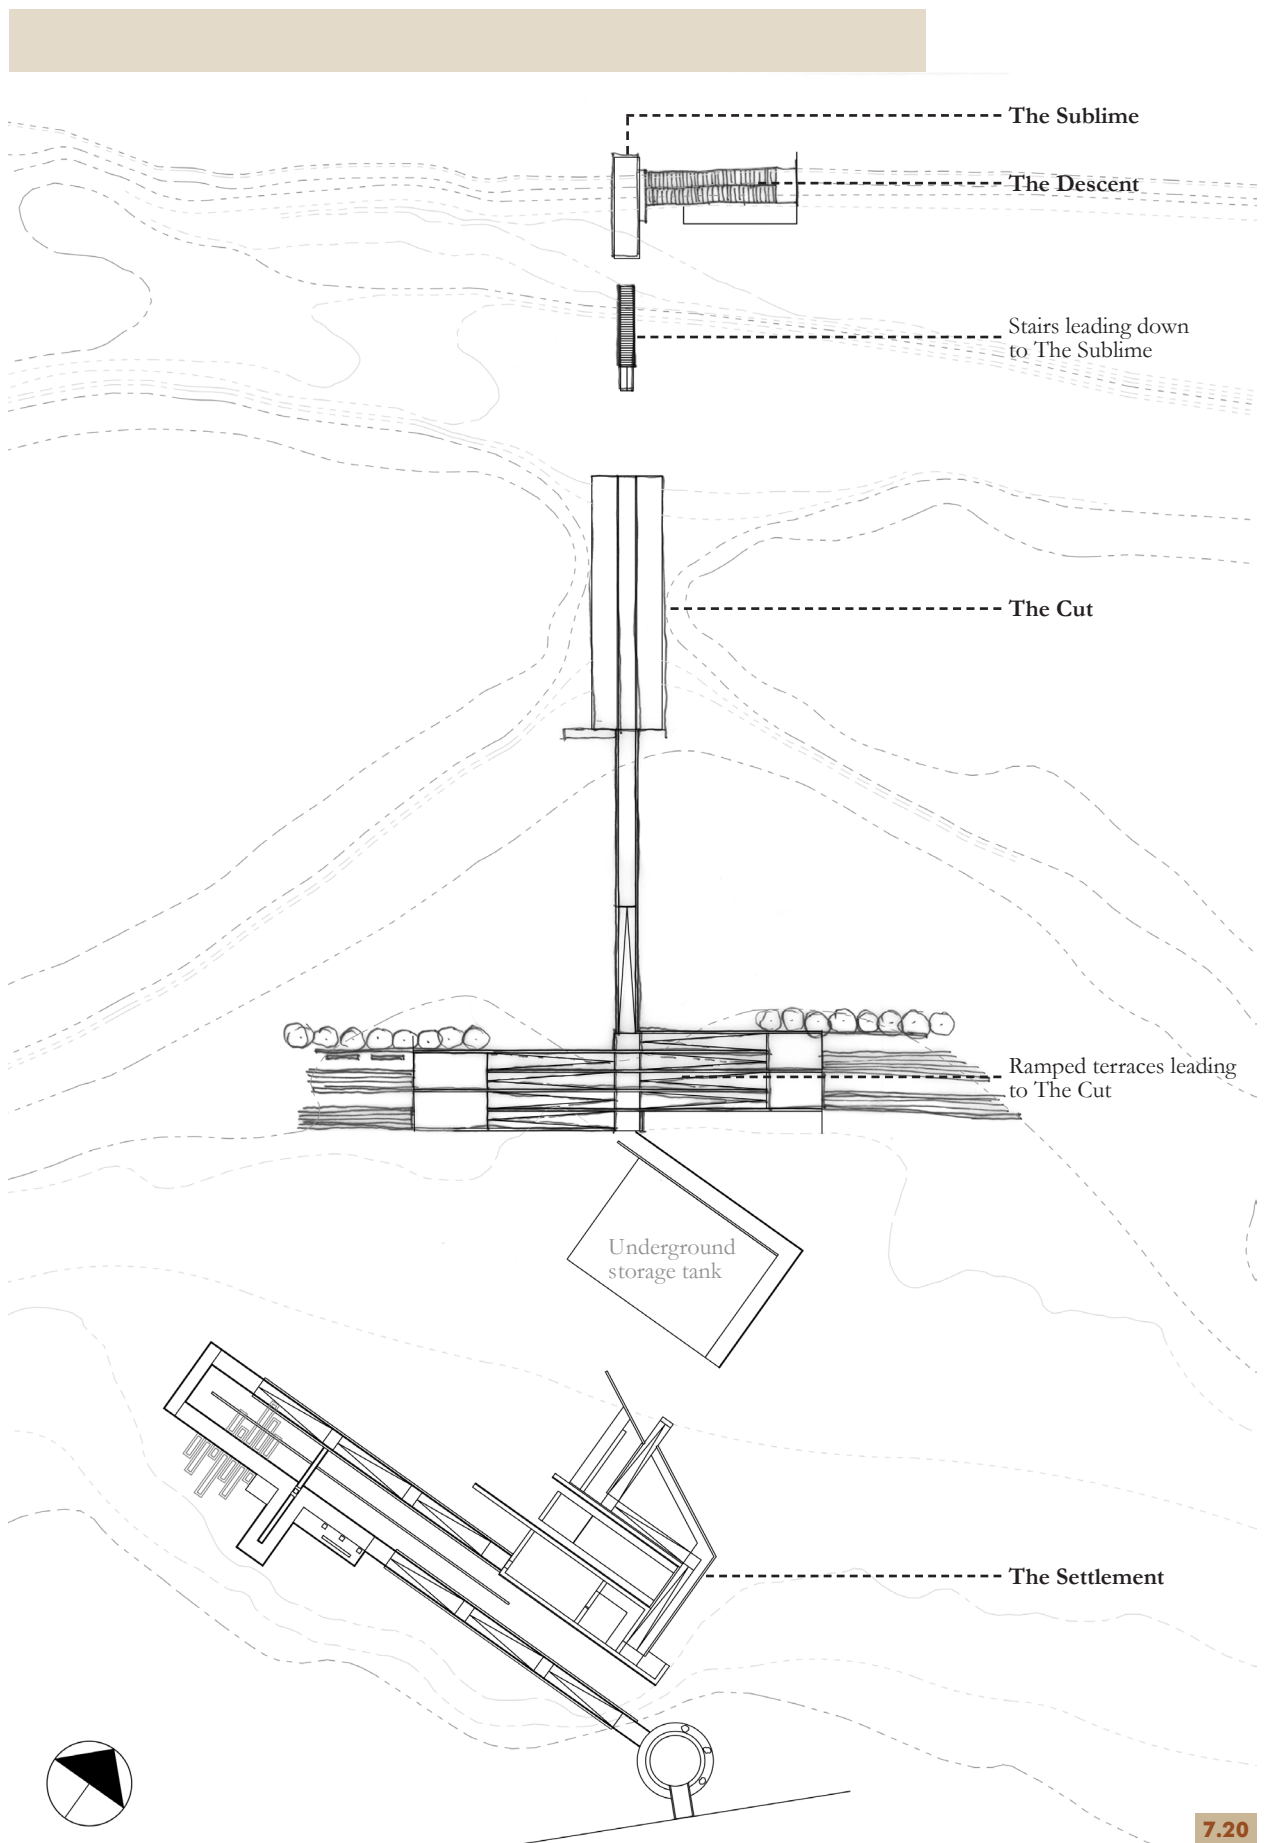 The Sublime
The Descent
Stairs leading down
to The Sublime
The Cut
Ramped terraces leading
to The Cut
Underground
storage tank
The Settlement
7.20